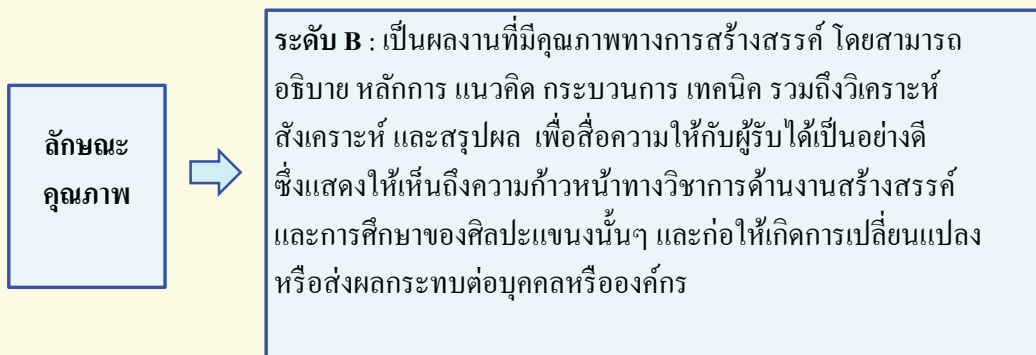 ลักษณะ
คุณภาพ
ระดับ B : เป็นผลงานที่มีคุณภาพทางการสร้างสรรค์ โดยสามารถ
อธิบาย หลักการ แนวคิด กระบวนการ เทคนิค รวมถึงวิเคราะห์
สังเคราะห์ และสรุปผล เพื่อสื่อความให้กับผู้รับได้เป็นอย่างดี
ซึ่งแสดงให้เห็นถึงความก้าวหน้าทางวิชาการด้านงานสร้างสรรค์
และการศึกษาของศิลปะแขนงนั้นๆ และก่อให้เกิดการเปลี่ยนแปลง
หรือส่งผลกระทบต่อบุคคลหรือองค์กร